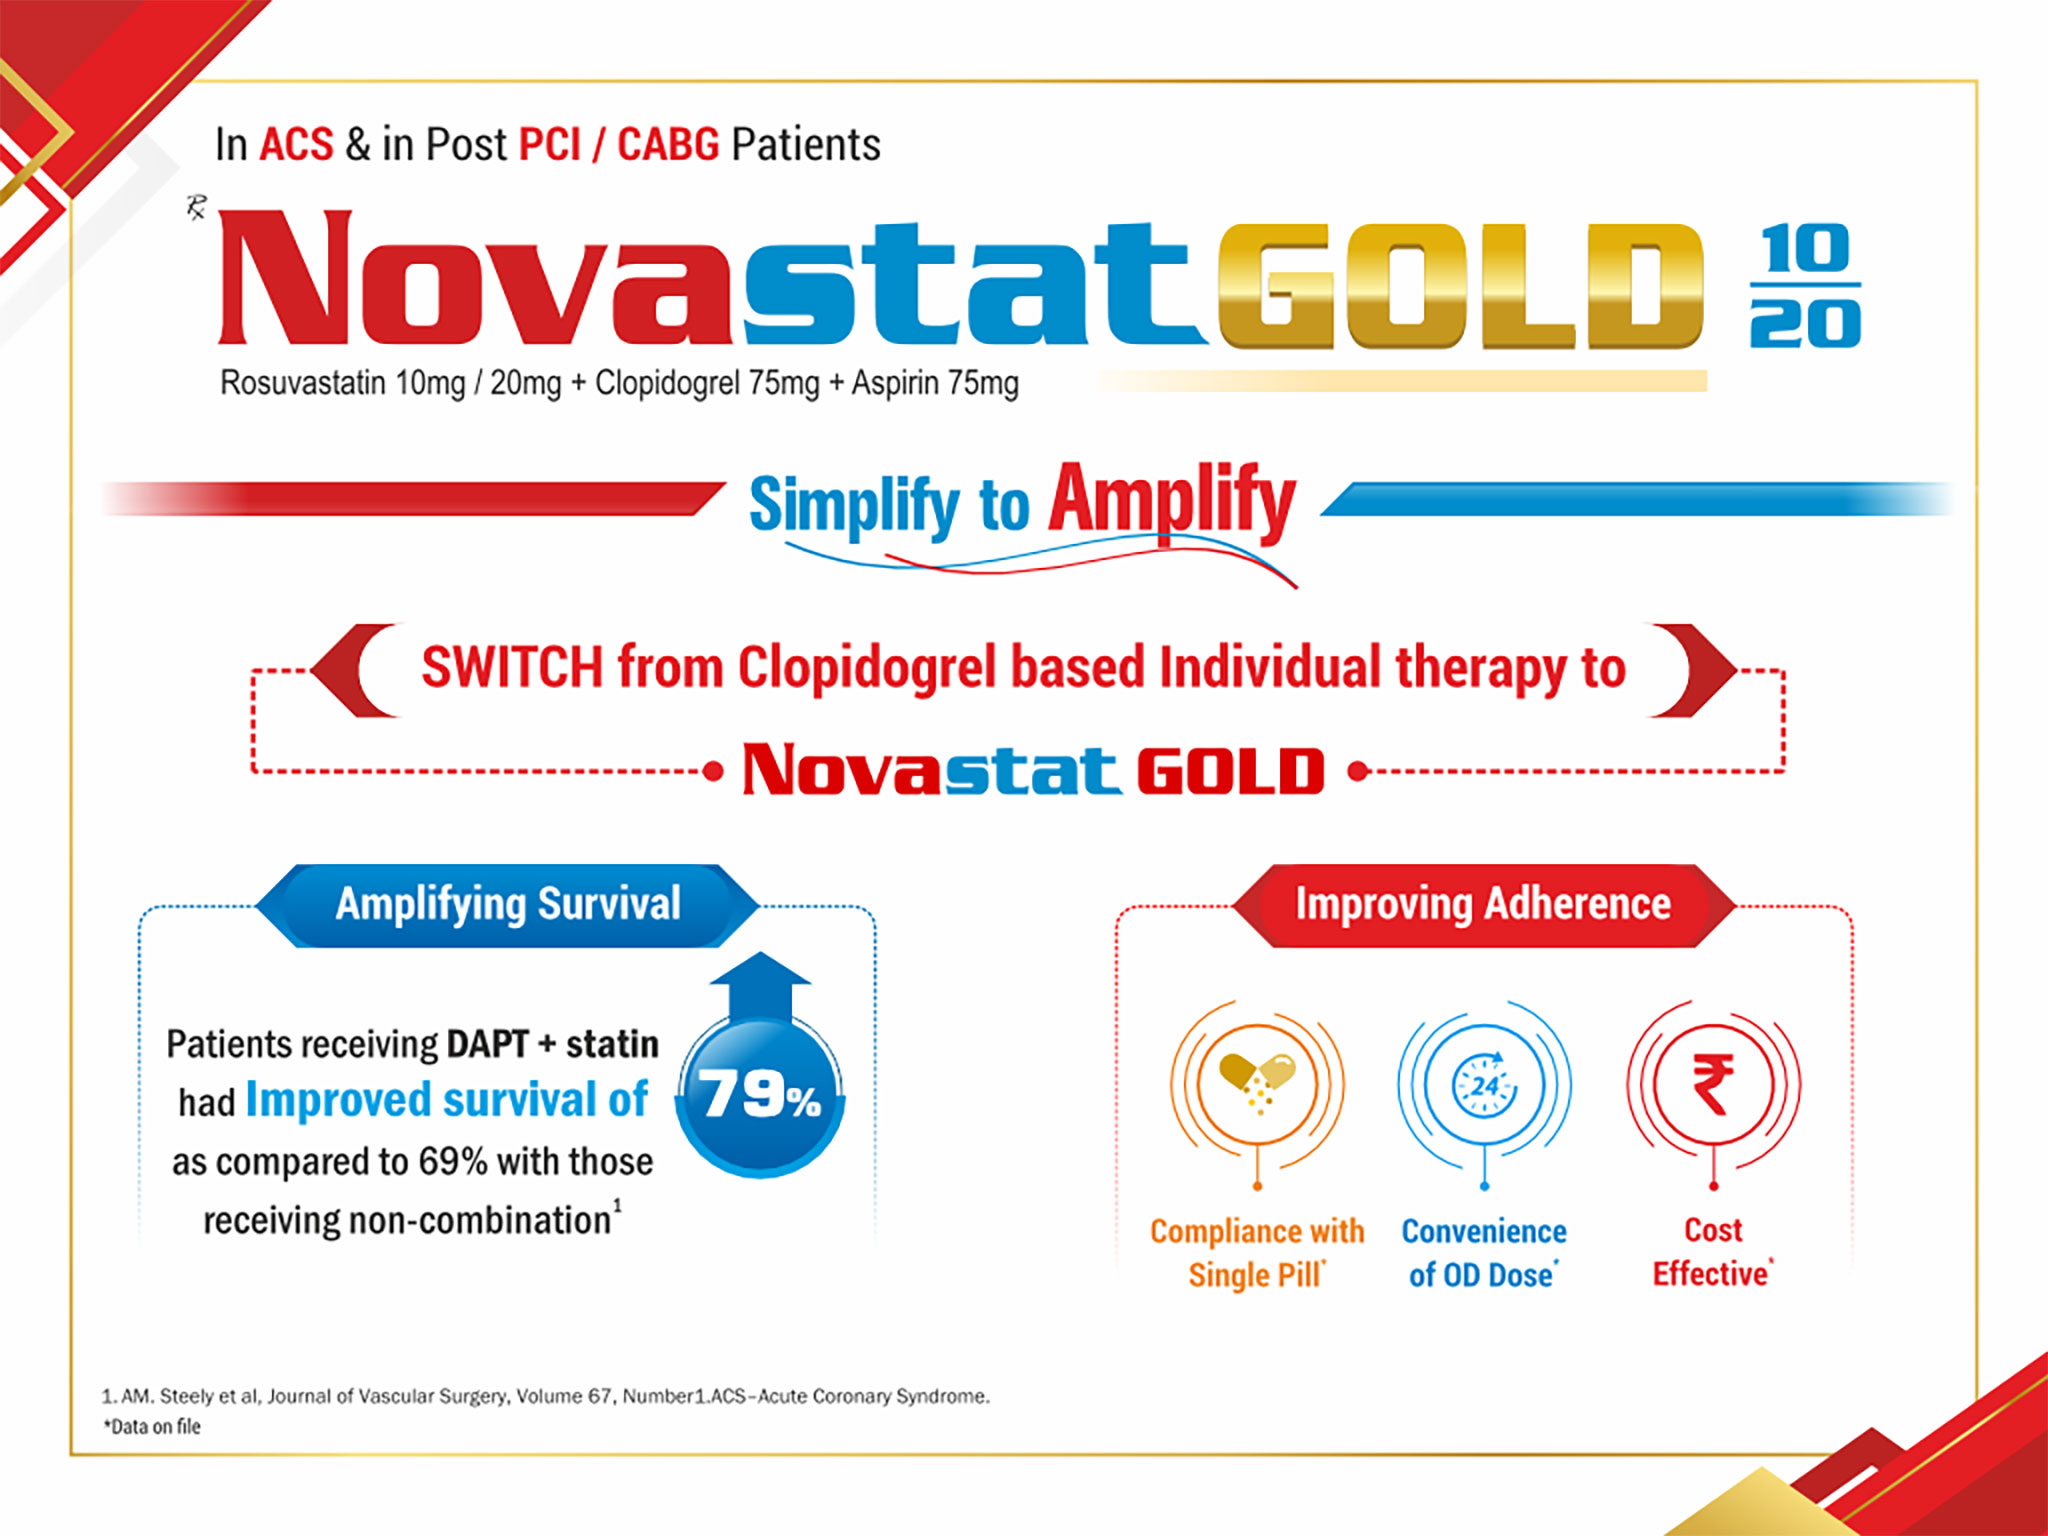 In ACS & in Post PCI / CABG Patients
Rx NovastatGOLD 10
20
Rosuvastatin 10mg / 20mg + Clopidogrel 75mg + Aspirin 75mg
Simplify to Amplify
SWITCH from Clopidogrel based Individual therapy to
Novastat GOLD
Amplifying Survival
Patients receiving DAPT + statin
had Improved survival of
79%
as compared to 69% with those
receiving non-combination¹
Improving Adherence
24
₹
Compliance with
Single Pill*
Convenience
of OD Dose*
Cost
Effective*
1. AM. Steely et al, Journal of Vascular Surgery, Volume 67, Number1.ACS–Acute Coronary Syndrome.
*Data on file